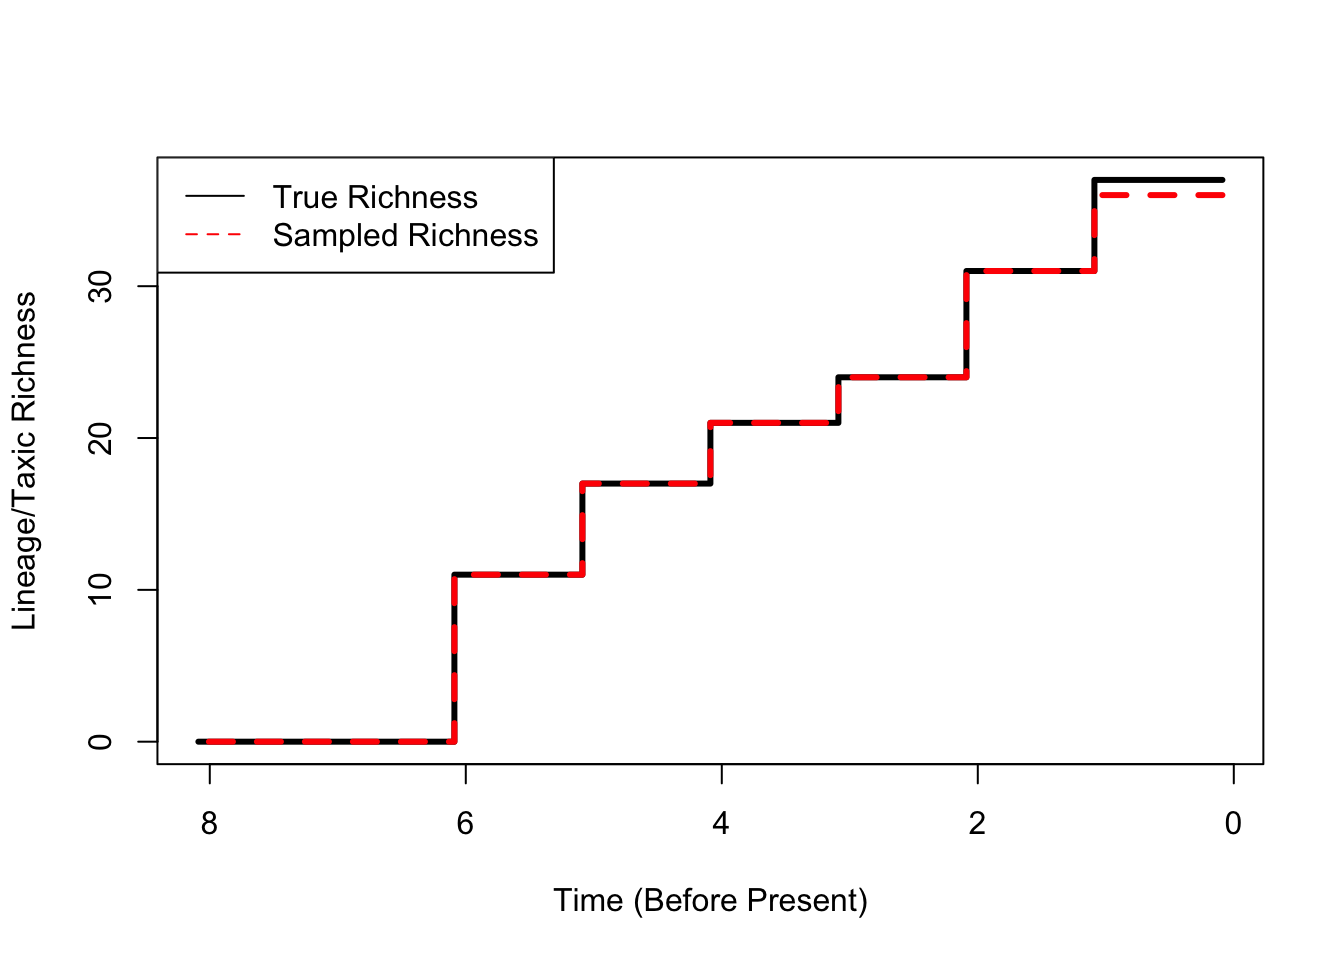 True Richness
Sampled Richness
Lineage/Taxic Richness
30
20
10
0
8 6 4 2 0
Time (Before Present)